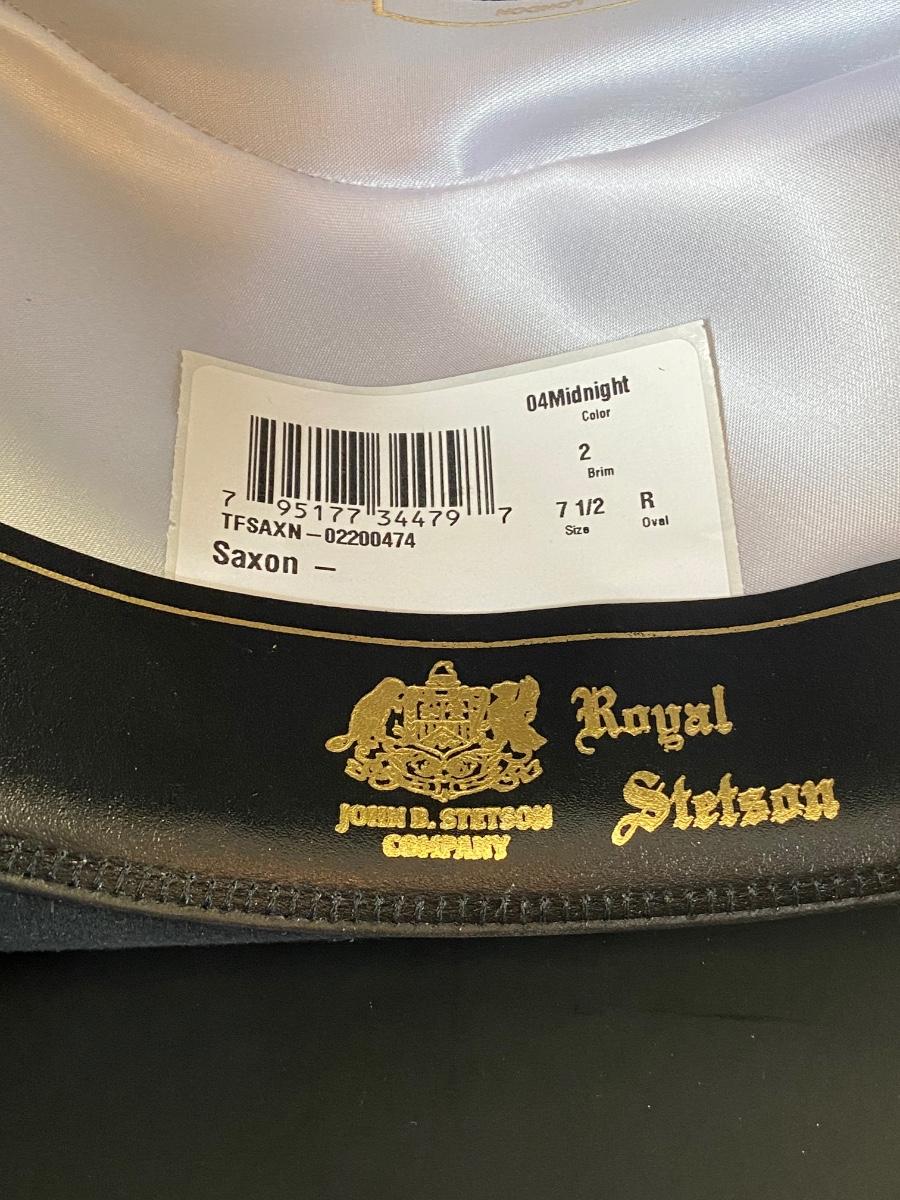 LONDON
04Midnight
Color
2
Brim
7 1/2 R
Size Oval
7 95177 34479 7
TFSAXN – 02200474
Saxon –
Royal
Stetson
JOHN B. STETSON
COMPANY